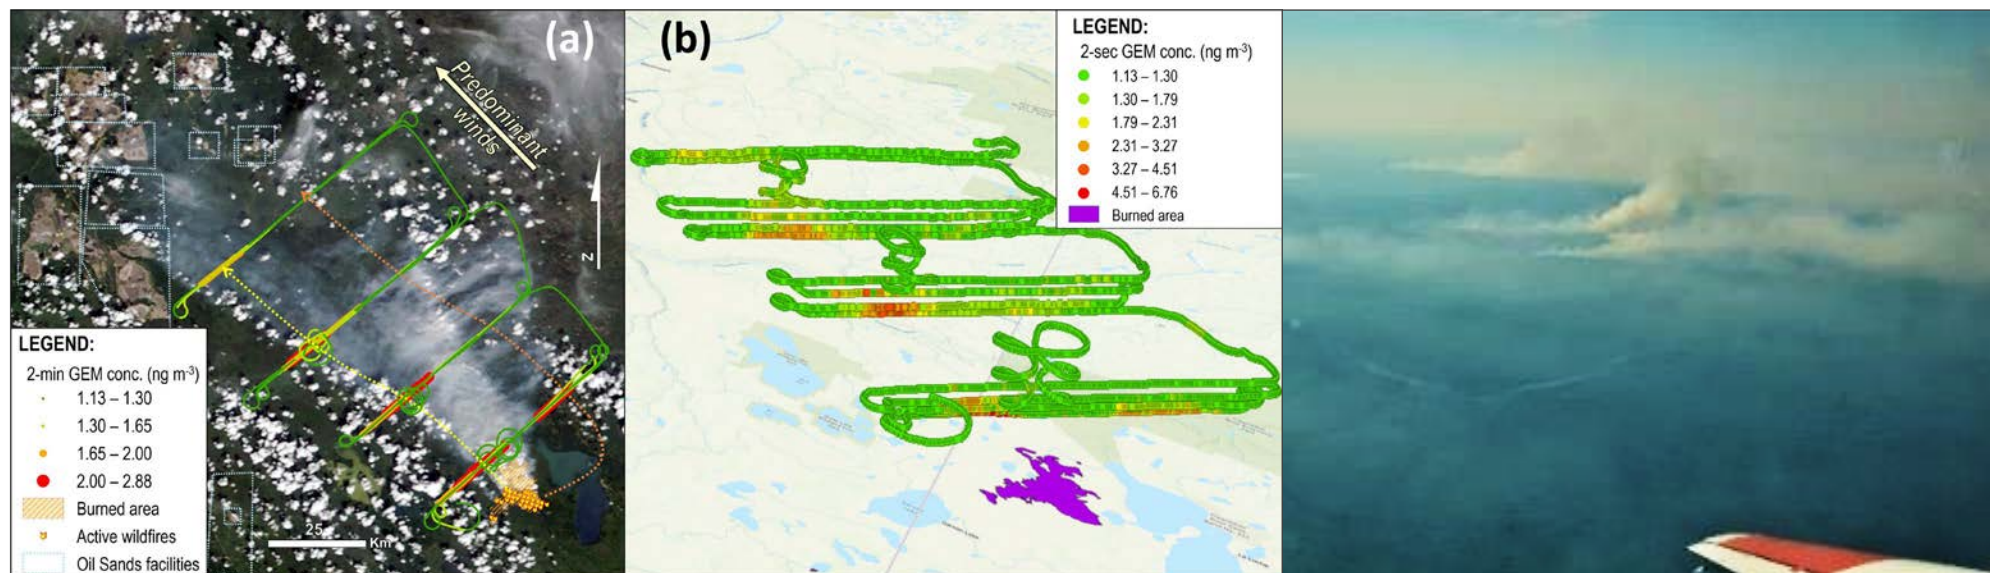 (a)
Predominant
winds
N
LEGEND:
2-min GEM conc. (ng m⁻³)
1.13 – 1.30
1.30 – 1.65
1.65 – 2.00
2.00 – 2.88
Burned area
Active wildfires
Oil Sands facilities
25
Km
(b)
LEGEND:
2-sec GEM conc. (ng m⁻³)
1.13 – 1.30
1.30 – 1.79
1.79 – 2.31
2.31 – 3.27
3.27 – 4.51
4.51 – 6.76
Burned area